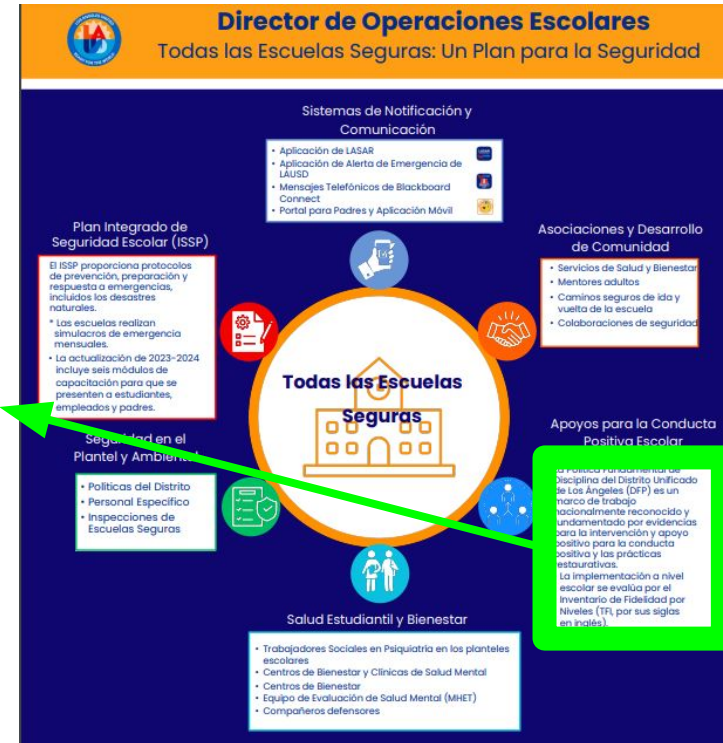 Director de Operaciones Escolares
Todas las Escuelas Seguras: Un Plan para la Seguridad
Sistemas de Notificación y
Comunicación
• Aplicación de LASAR
• Aplicación de Alerta de Emergencia de
LAUSD
• Mensajes Telefónicos de Blackboard
Connect
• Portal para Padres y Aplicación Móvil
Plan Integrado de
Seguridad Escolar (ISSP)
El ISSP proporciona protocolos
de prevención, preparación y
respuesta a emergencias,
incluidos los desastres
naturales.
* Las escuelas realizan
simulacros de emergencia
mensuales.
• La actualización de 2023-2024
incluye seis módulos de
capacitación para que se
presenten a estudiantes,
empleados y padres.
Asociaciones y Desarrollo
de Comunidad
• Servicios de Salud y Bienestar
• Mentores adultos
• Caminos seguros de ida y
vuelta de la escuela
• Colaboraciones de seguridad
Todas las Escuelas
Seguras
Seguridad en el
Plantel y
• Políticas del Distrito
• Personal Específico
• Inspecciones de
Escuelas Seguras
Apoyos para la Conducta
Positiva Escolar
Política Fundamental de
Disciplina del Distrito Unificado
de Los Ángeles (DFP) es un
marco de trabajo
nacionalmente reconocido y
fundamentado por evidencias
para la intervención y apoyo
positivo para la conducta
positiva y las prácticas
restaurativas.
La implementación a nivel
escolar se evalúa por el
Inventario de Fidelidad por
Niveles (TFI, por sus siglas
en inglés).
Salud Estudiantil y Bienestar
• Trabajadores Sociales en Psiquiatría en los planteles
escolares
• Centros de Bienestar y Clínicas de Salud Mental
• Centros de Bienestar
• Equipo de Evaluación de Salud Mental (MHET)
• Compañeros defensores